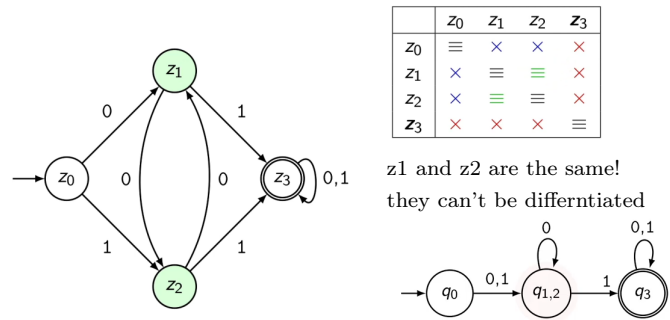 z1
0
1
z0
0
0
z3
0,1
1
1
z2
z0 z1 z2 z3
z0 ≡ × × ×
z1 × ≡ ≡ ×
z2 × ≡ ≡ ×
z3 × × × ≡
z1 and z2 are the same!
they can't be differntiated
0
0,1
q0
0,1
q1,2
1
q3